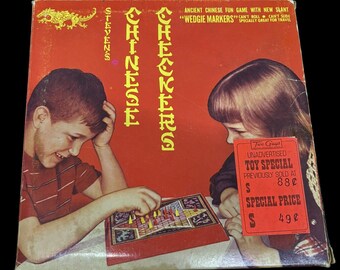 ANCIENT CHINESE FUN GAME WITH NEW SLANT
"WEDGIE MARKERS" CAN'T ROLL • CAN'T SLIDE
SPECIALLY GREAT FOR TRAVEL
STEVENS
CHINESE
CHECKERS
UNADVERTISED
TOY SPECIAL
PREVIOUSLY SOLD AT
$ 88¢
SPECIAL PRICE
$ 49¢